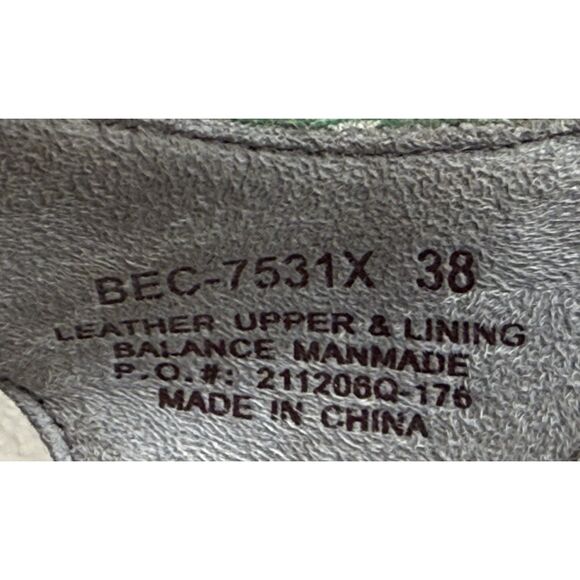 BEC-7531X 38
LEATHER UPPER & LINING
BALANCE MANMADE
P.O.#: 211206Q-176
MADE IN CHINA